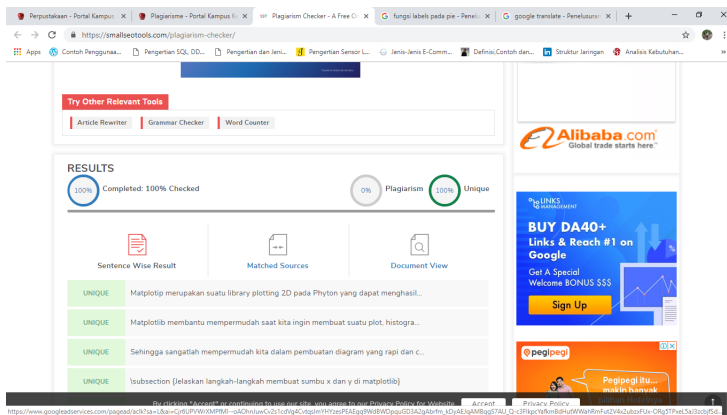 Perpustakaan - Portal Kampus
Plagiarisme - Portal Kampus Ke
Plagiarism Checker - A Free On
fungsi labels pada pie - Penelu
google translate - Penelusuran
https://smallseotools.com/plagiarism-checker/
Apps
Contoh Penggunaa...
Pengertian SQL, DD...
Pengertian dan Jeni...
Pengertian Sensor L...
Jenis-Jenis E-Comm...
Definisi,Contoh dan...
Struktur Jaringan
Analisis Kebutuhan...
Try Other Relevant Tools
Article Rewriter
Grammar Checker
Word Counter
Alibaba.com
Global trade starts here.
RESULTS
100%
Completed: 100% Checked
0%
Plagiarism
100%
Unique
Sentence Wise Result
Matched Sources
Document View
LINKS
MANAGEMENT
BUY DA40+
Links & Reach #1 on
Google
Get A Special
Welcome BONUS $$$
Sign Up
UNIQUE
Matplotip merupakan suatu library plotting 2D pada Phyton yang dapat menghasil...
UNIQUE
Matplotlib membantu mempermudah saat kita ingin membuat suatu plot, histogra...
UNIQUE
Sehingga sangatlah mempermudah kita dalam pembuatan diagram yang rapi dan c...
UNIQUE
\subsection {Jelaskan langkah-langkah membuat sumbu x dan y di matplotlib}
pegipegi
Pegipegi itu...
makin banyak
By clicking "Accept" or continuing to use our site, you agree to our Privacy Policy for Website
Accept
Privacy Policy